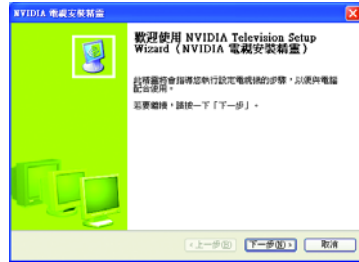 NVIDIA 電視安裝精靈
歡迎使用 NVIDIA Television Setup
Wizard（NVIDIA 電視安裝精靈）
此精靈將會指導您執行設定電視機的步驟，以便與電腦
配合使用。
若要繼續，請按一下「下一步」。
<上一步(B)
下一步(N)>
取消